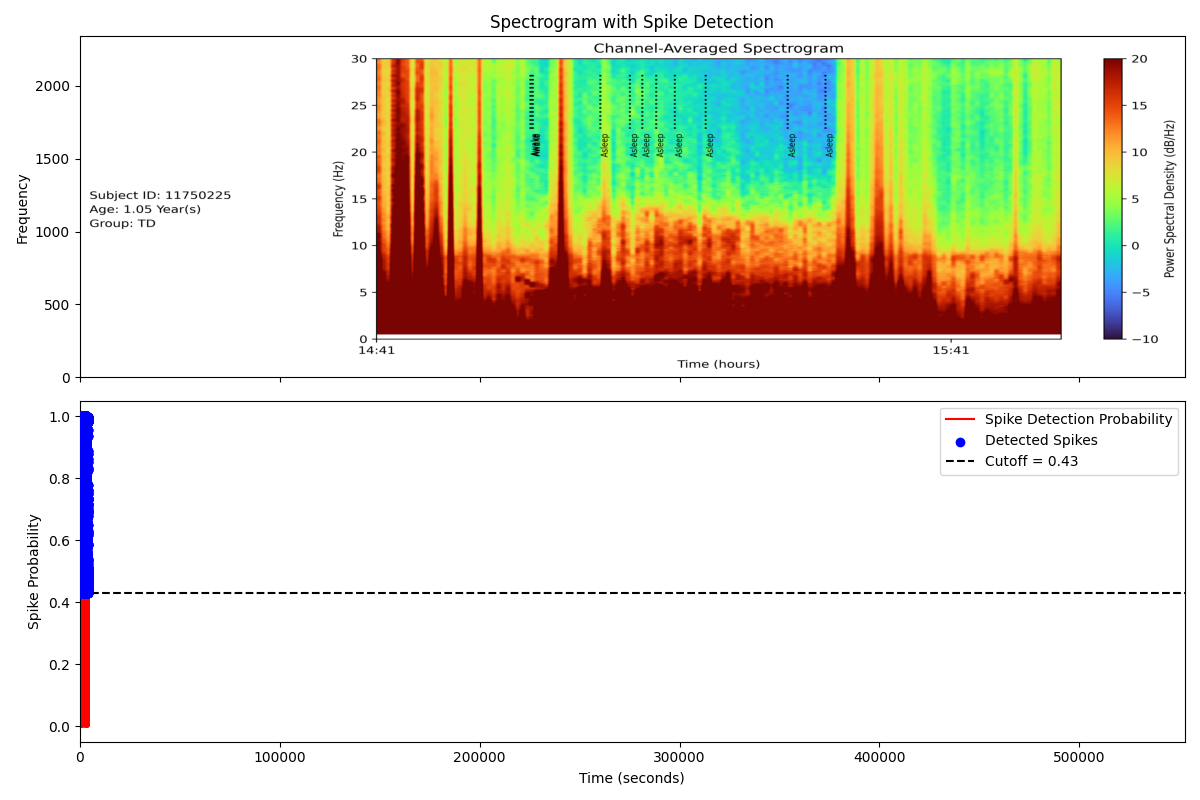 Spectrogram with Spike Detection
Channel-Averaged Spectrogram
Frequency
2000
1500
1000
500
0
Subject ID: 11750225
Age: 1.05 Year(s)
Group: TD
Frequency (Hz)
30
25
20
15
10
5
0
Awake
Asleep
Asleep
Asleep
Asleep
Asleep
Asleep
Asleep
Asleep
14:41
15:41
Time (hours)
20
15
10
5
0
−5
−10
Power Spectral Density (dB/Hz)
Spike Probability
1.0
0.8
0.6
0.4
0.2
0.0
Spike Detection Probability
Detected Spikes
Cutoff = 0.43
0
100000
200000
300000
400000
500000
Time (seconds)